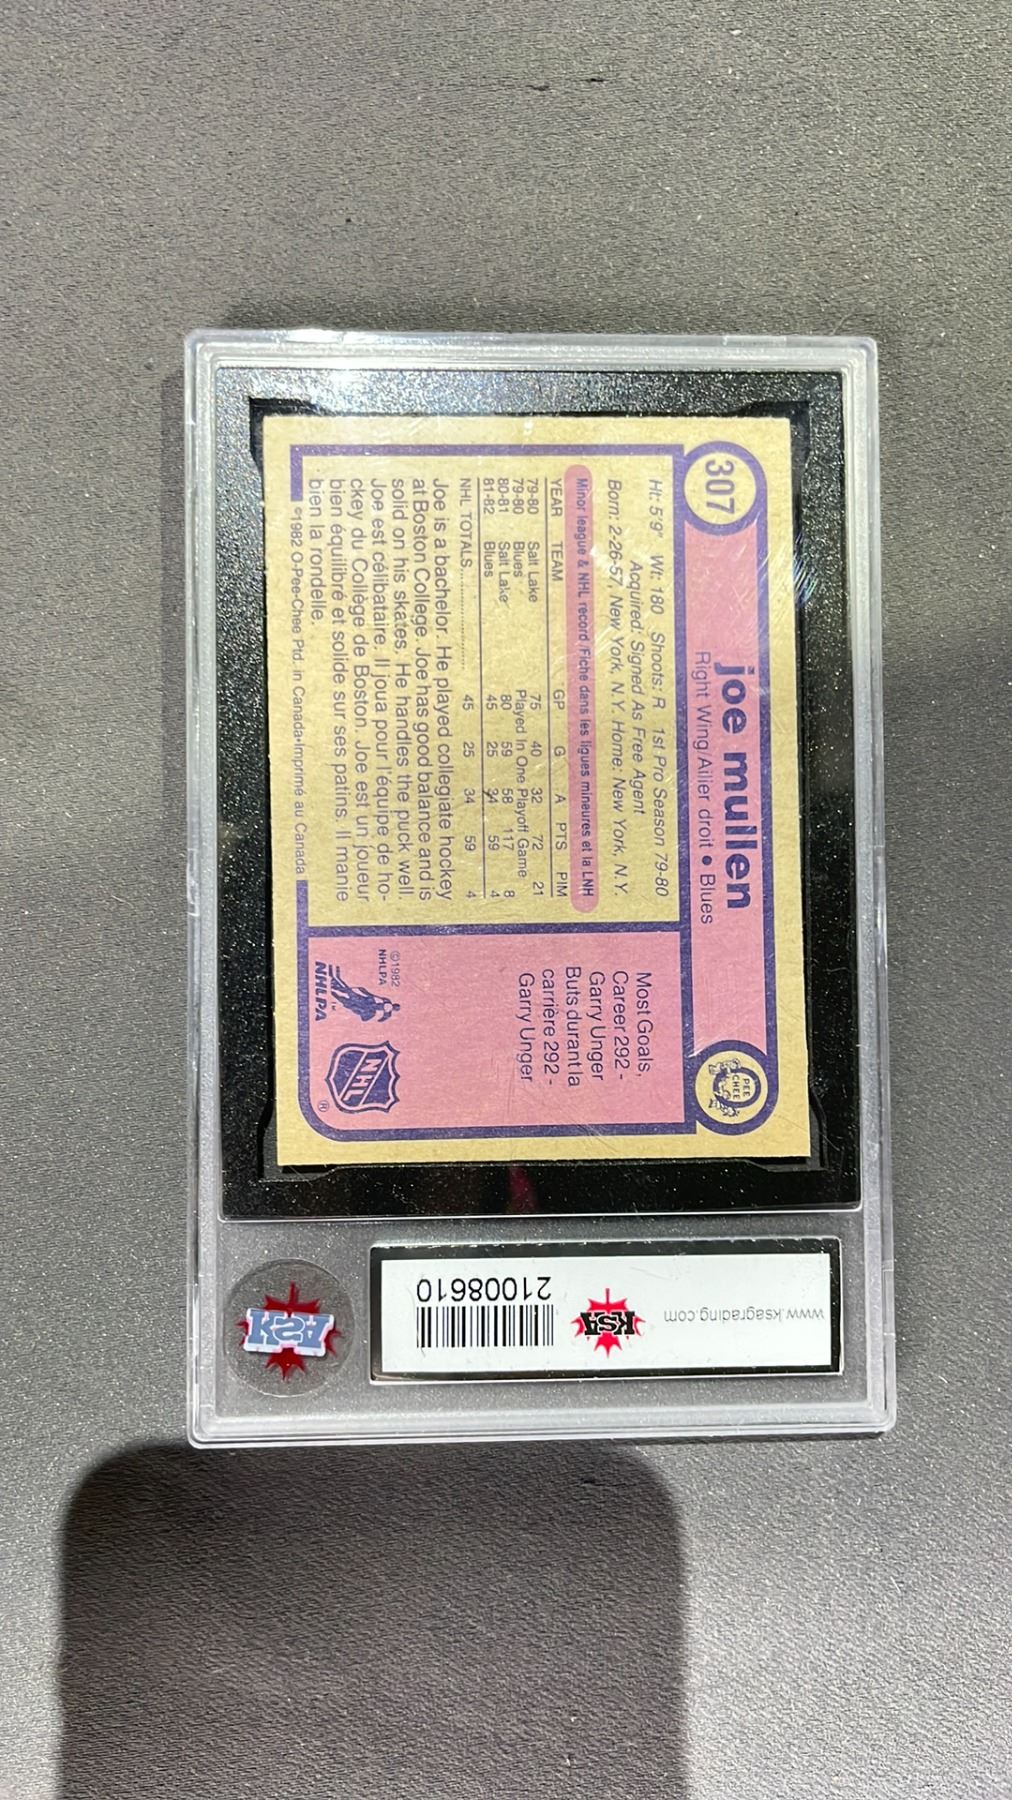 307
joe mullen
Right Wing/Ailier droit • Blues
O
PEE
CHEE
Ht: 5'9" Wt: 180 Shoots: R 1st Pro Season 79-80
Acquired: Signed As Free Agent
Born: 2-26-57, New York, N.Y. Home: New York, N.Y.
Minor league & NHL record/Fiche dans les ligues mineures et la LNH
YEAR TEAM GP G A PTS PIM
79-80 Salt Lake 75 40 32 72 21
79-80 Blues Played In One Playoff Game
80-81 Salt Lake 80 59 58 117 8
81-82 Blues 45 25 34 59 4
NHL TOTALS 45 25 34 59 4
Joe is a bachelor. He played collegiate hockey
at Boston College. Joe has good balance and is
solid on his skates. He handles the puck well.
Joe est célibataire. Il joua pour l'équipe de ho-
ckey du Collège de Boston. Joe est un joueur
bien équilibré et solide sur ses patins. Il manie
bien la rondelle.
©1982 O-Pee-Chee Ptd. in Canada•Imprimé au Canada
Most Goals,
Career 292 -
Garry Unger
Buts durant la
carrière 292 -
Garry Unger
©1982
NHLPA
NHLPA
TM
NHL
®
www.ksagrading.com
KSA
21008610
KSA